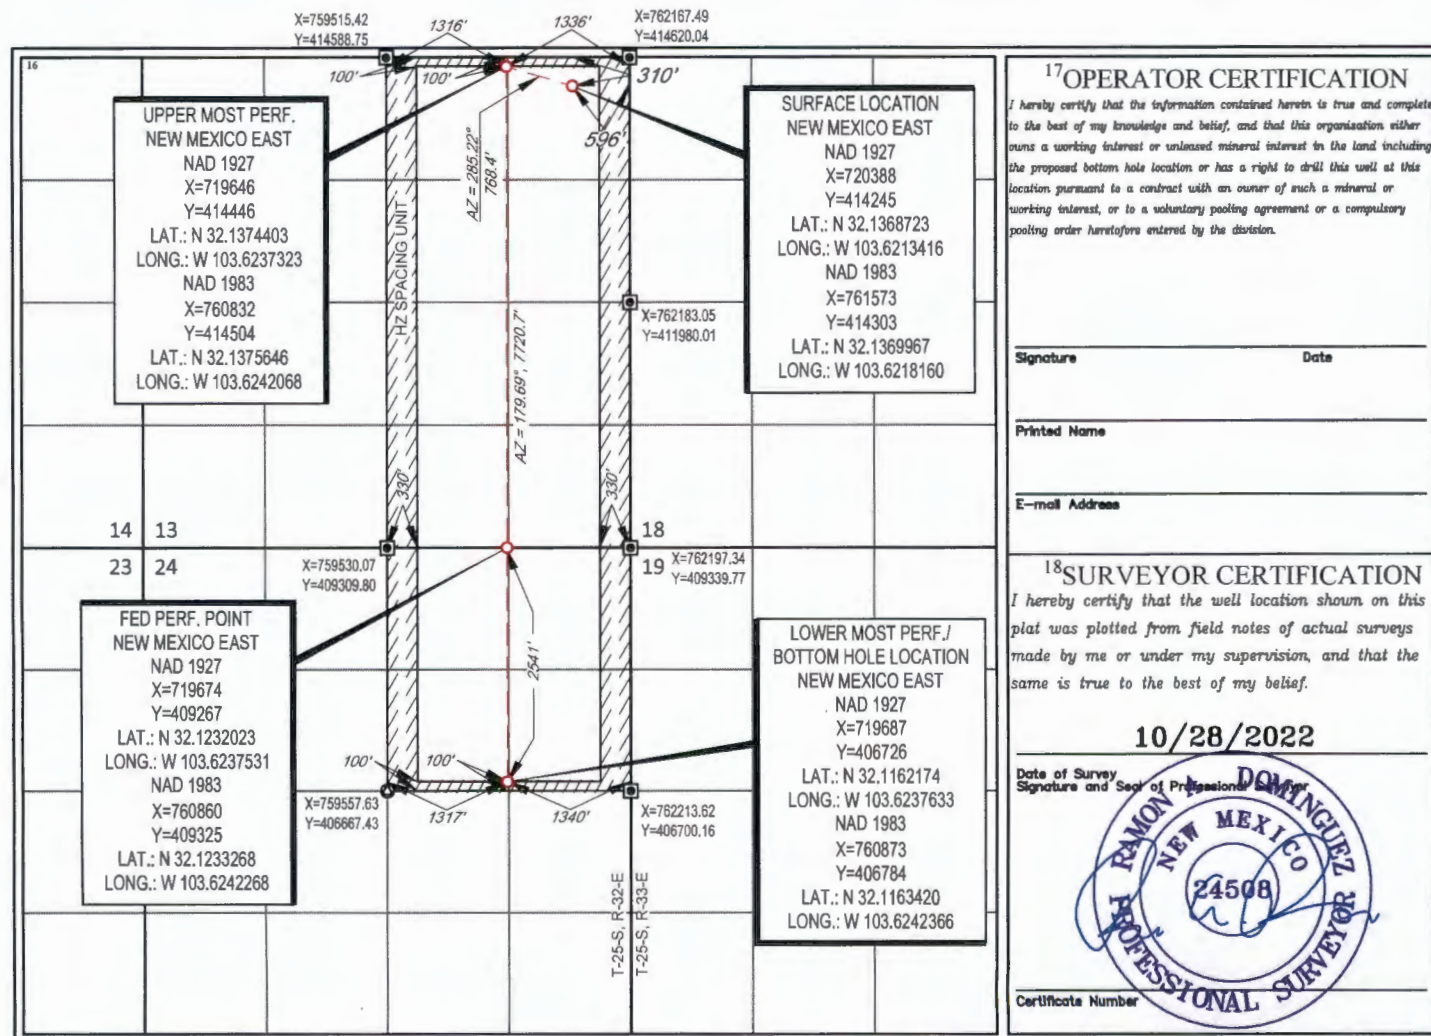 X=759515.42
Y=414588.75
1316'
1336'
X=762167.49
Y=414620.04
16
100'
100'
310'
596'
AZ = 285.22°
768.4'
UPPER MOST PERF.
NEW MEXICO EAST
NAD 1927
X=719646
Y=414446
LAT.: N 32.1374403
LONG.: W 103.6237323
NAD 1983
X=760832
Y=414504
LAT.: N 32.1375646
LONG.: W 103.6242068
SURFACE LOCATION
NEW MEXICO EAST
NAD 1927
X=720388
Y=414245
LAT.: N 32.1368723
LONG.: W 103.6213416
NAD 1983
X=761573
Y=414303
LAT.: N 32.1369967
LONG.: W 103.6218160
HZ SPACING UNIT
X=762183.05
Y=411980.01
AZ = 179.69°, 7720.7'
330'
330'
14 13
18
23 24
19
X=759530.07
Y=409309.80
X=762197.34
Y=409339.77
FED PERF. POINT
NEW MEXICO EAST
NAD 1927
X=719674
Y=409267
LAT.: N 32.1232023
LONG.: W 103.6237531
NAD 1983
X=760860
Y=409325
LAT.: N 32.1233268
LONG.: W 103.6242268
2541'
LOWER MOST PERF./
BOTTOM HOLE LOCATION
NEW MEXICO EAST
NAD 1927
X=719687
Y=406726
LAT.: N 32.1162174
LONG.: W 103.6237633
NAD 1983
X=760873
Y=406784
LAT.: N 32.1163420
LONG.: W 103.6242366
100'
100'
X=759557.63
Y=406667.43
1317'
1340'
X=762213.62
Y=406700.16
T-25-S, R-32-E
T-25-S, R-33-E
17 OPERATOR CERTIFICATION
I hereby certify that the information contained herein is true and complete
to the best of my knowledge and belief, and that this organization either
owns a working interest or unleased mineral interest in the land including
the proposed bottom hole location or has a right to drill this well at this
location pursuant to a contract with an owner of such a mineral or
working interest, or to a voluntary pooling agreement or a compulsory
pooling order heretofore entered by the division.
Signature Date
Printed Name
E-mail Address
18 SURVEYOR CERTIFICATION
I hereby certify that the well location shown on this
plat was plotted from field notes of actual surveys
made by me or under my supervision, and that the
same is true to the best of my belief.
10/28/2022
Date of Survey
Signature and Seal of Professional Surveyor
RAMON A. DOMINGUEZ
NEW MEXICO
24508
PROFESSIONAL SURVEYOR
Certificate Number